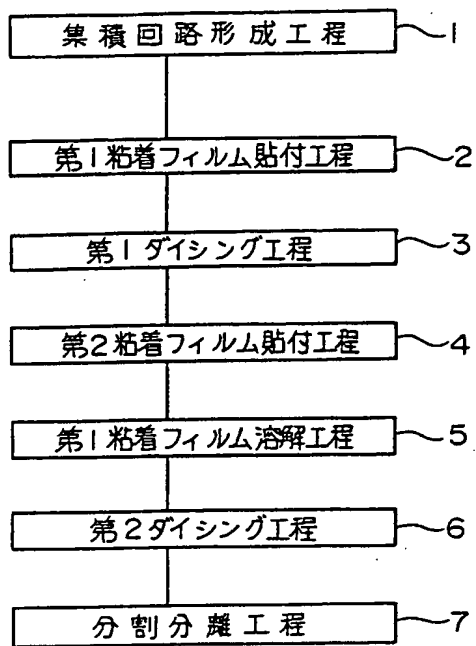 集積回路形成工程 1
第1粘着フィルム貼付工程 2
第1ダイシング工程 3
第2粘着フィルム貼付工程 4
第1粘着フィルム溶解工程 5
第2ダイシング工程 6
分割分離工程 7